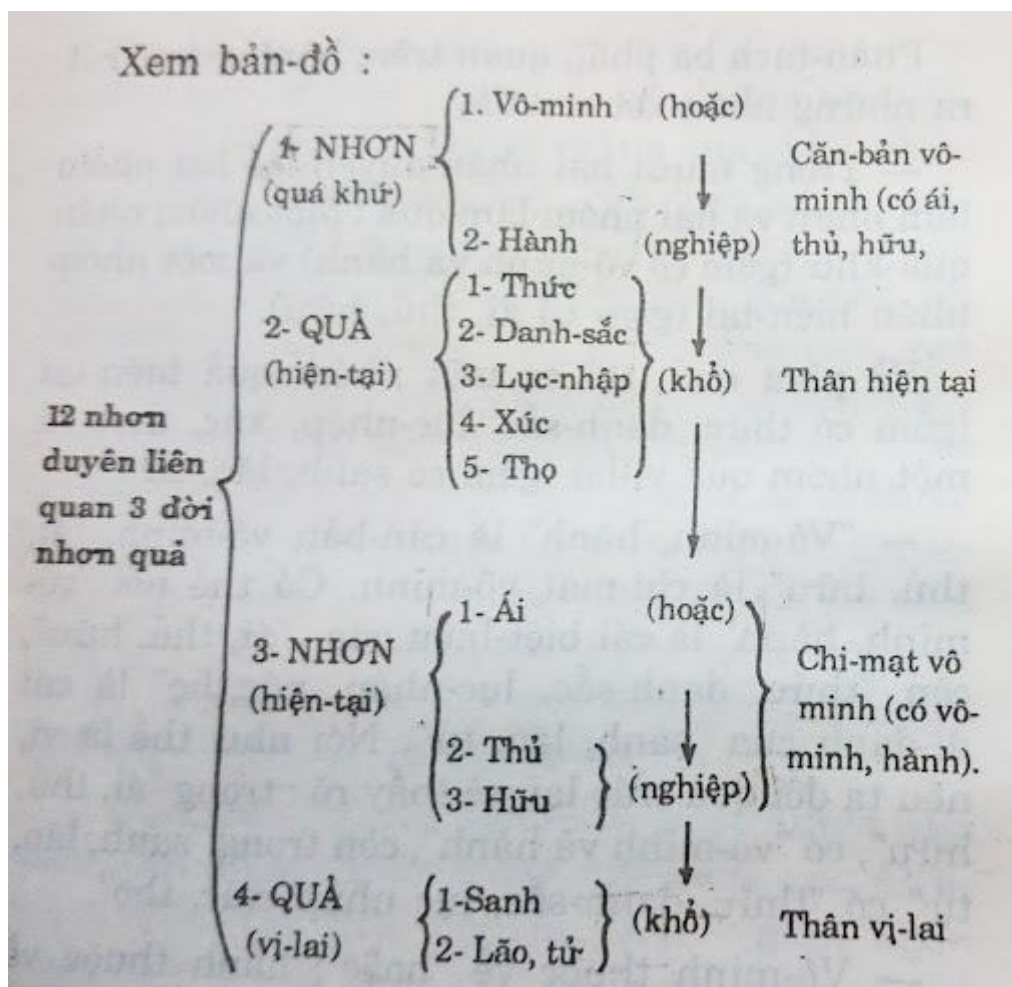 Xem bản-đồ :
12 nhơn
duyên liên
quan 3 đời
nhơn quả
1- NHƠN
(quá khứ)
1. Vô-minh (hoặc)
2- Hành (nghiệp)
Căn-bản vô-
minh (có ái,
thủ, hữu,
2- QUẢ
(hiện-tại)
1- Thức
2- Danh-sắc
3- Lục-nhập
4- Xúc
5- Thọ
(khổ) Thân hiện tại
3- NHƠN
(hiện-tại)
1- Ái (hoặc)
2- Thủ
3- Hữu
(nghiệp)
Chi-mạt vô
minh (có vô-
minh, hành).
4- QUẢ
(vị-lai)
1-Sanh
2- Lão, tử
(khổ) Thân vị-lai